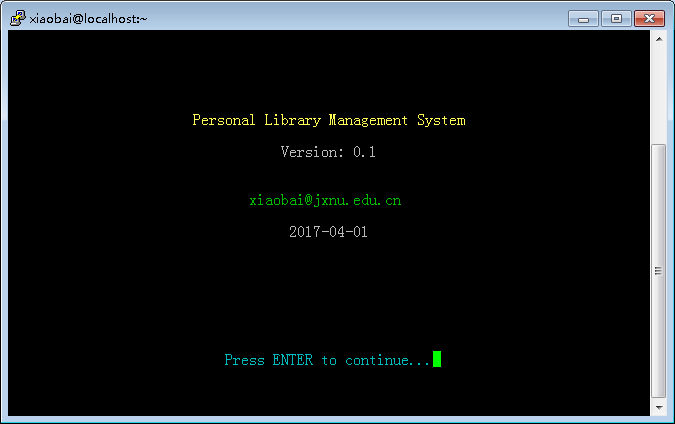 xiaobai@localhost:~
Personal Library Management System
Version: 0.1
xiaobai@jxnu.edu.cn
2017-04-01
Press ENTER to continue...